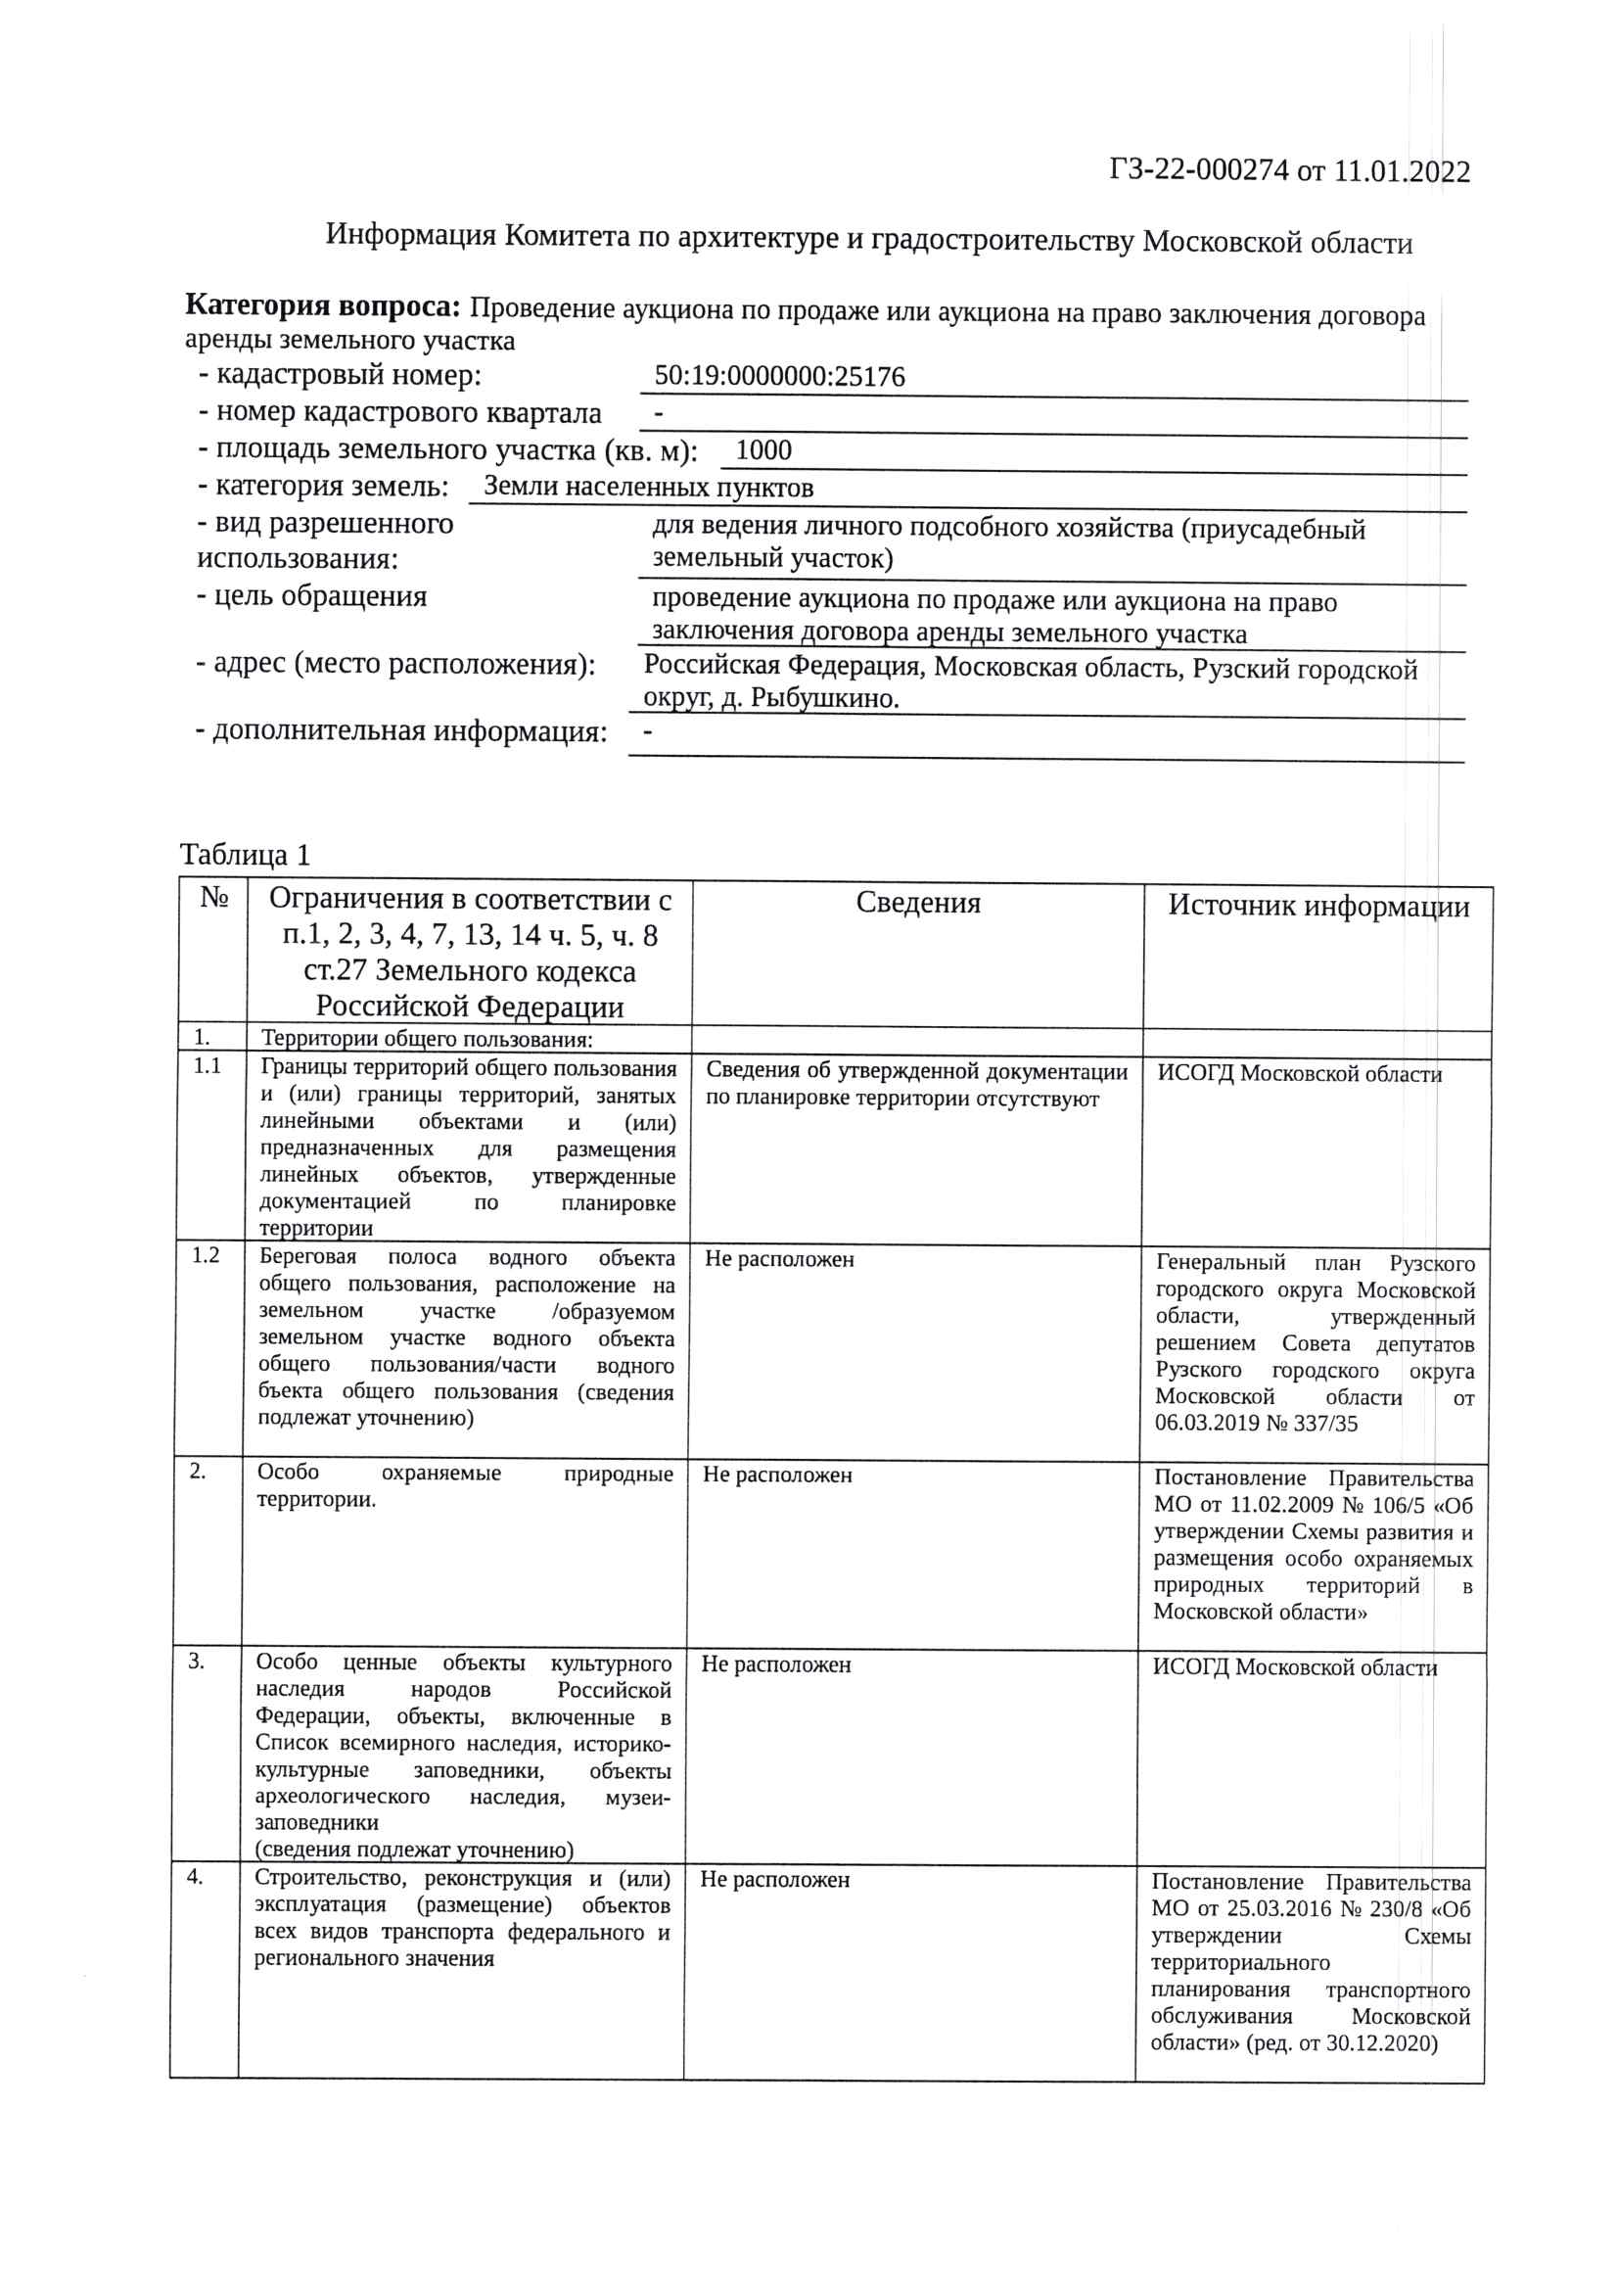 ГЗ-22-000274 от 11.01.2022
Информация Комитета по архитектуре и градостроительству Московской области
Категория вопроса: Проведение аукциона по продаже или аукциона на право заключения договора
аренды земельного участка
- кадастровый номер: 50:19:0000000:25176
- номер кадастрового квартала -
- площадь земельного участка (кв. м): 1000
- категория земель: Земли населенных пунктов
- вид разрешенного
использования:
для ведения личного подсобного хозяйства (приусадебный
земельный участок)
- цель обращения
проведение аукциона по продаже или аукциона на право
заключения договора аренды земельного участка
- адрес (место расположения):
Российская Федерация, Московская область, Рузский городской
округ, д. Рыбушкино.
- дополнительная информация: -
Таблица 1
№
Ограничения в соответствии с
п.1, 2, 3, 4, 7, 13, 14 ч. 5, ч. 8
ст.27 Земельного кодекса
Российской Федерации
Сведения
Источник информации
1.
Территории общего пользования:
1.1
Границы территорий общего пользования
и (или) границы территорий, занятых
линейными объектами и (или)
предназначенных для размещения
линейных объектов, утвержденные
документацией по планировке
территории
Сведения об утвержденной документации
по планировке территории отсутствуют
ИСОГД Московской области
1.2
Береговая полоса водного объекта
общего пользования, расположение на
земельном участке /образуемом
земельном участке водного объекта
общего пользования/части водного
бъекта общего пользования (сведения
подлежат уточнению)
Не расположен
Генеральный план Рузского
городского округа Московской
области, утвержденный
решением Совета депутатов
Рузского городского округа
Московской области от
06.03.2019 № 337/35
2.
Особо охраняемые природные
территории.
Не расположен
Постановление Правительства
МО от 11.02.2009 № 106/5 «Об
утверждении Схемы развития и
размещения особо охраняемых
природных территорий в
Московской области»
3.
Особо ценные объекты культурного
наследия народов Российской
Федерации, объекты, включенные в
Список всемирного наследия, историко-
культурные заповедники, объекты
археологического наследия, музеи-
заповедники
(сведения подлежат уточнению)
Не расположен
ИСОГД Московской области
4.
Строительство, реконструкция и (или)
эксплуатация (размещение) объектов
всех видов транспорта федерального и
регионального значения
Не расположен
Постановление Правительства
МО от 25.03.2016 № 230/8 «Об
утверждении Схемы
территориального
планирования транспортного
обслуживания Московской
области» (ред. от 30.12.2020)